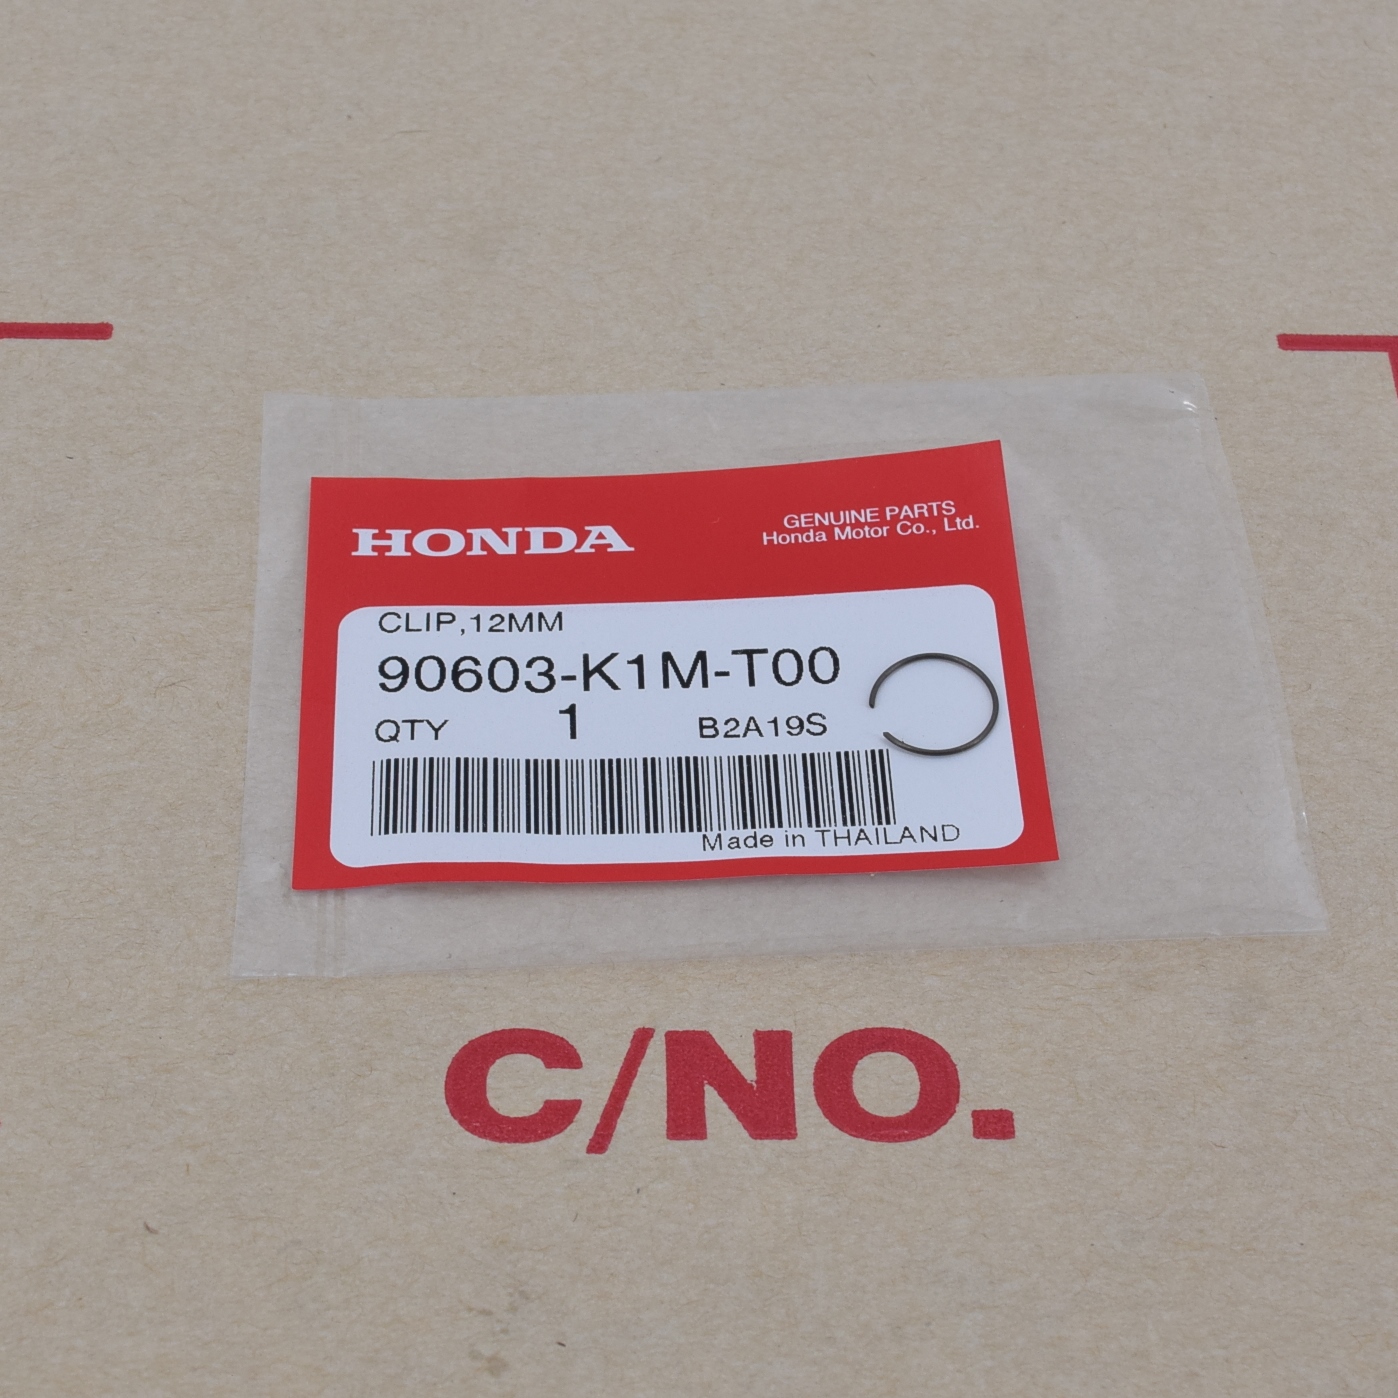 HONDA
GENUINE PARTS
Honda Motor Co., Ltd.
CLIP,12MM
90603-K1M-T00
QTY 1 B2A19S
Made in THAILAND
C/NO.